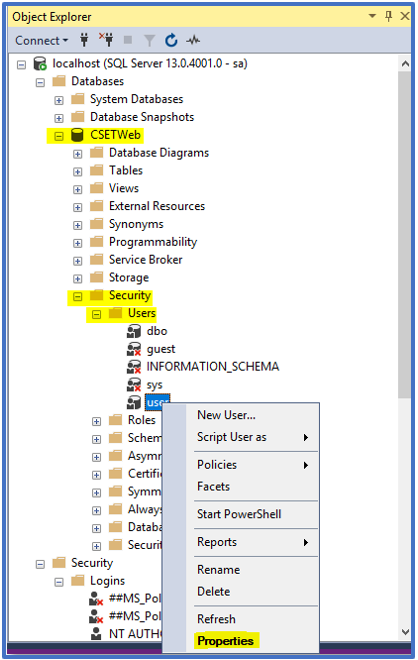 Object Explorer
Connect
localhost (SQL Server 13.0.4001.0 - sa)
Databases
System Databases
Database Snapshots
CSETWeb
Database Diagrams
Tables
Views
External Resources
Synonyms
Programmability
Service Broker
Storage
Security
Users
dbo
guest
INFORMATION_SCHEMA
sys
user
New User...
Script User as
Policies
Facets
Start PowerShell
Reports
Rename
Delete
Refresh
Properties
Roles
Schem
Asymm
Certifi
Symm
Always
Databa
Securit
Security
Logins
##MS_Pol
##MS_Pol
NT AUTHO